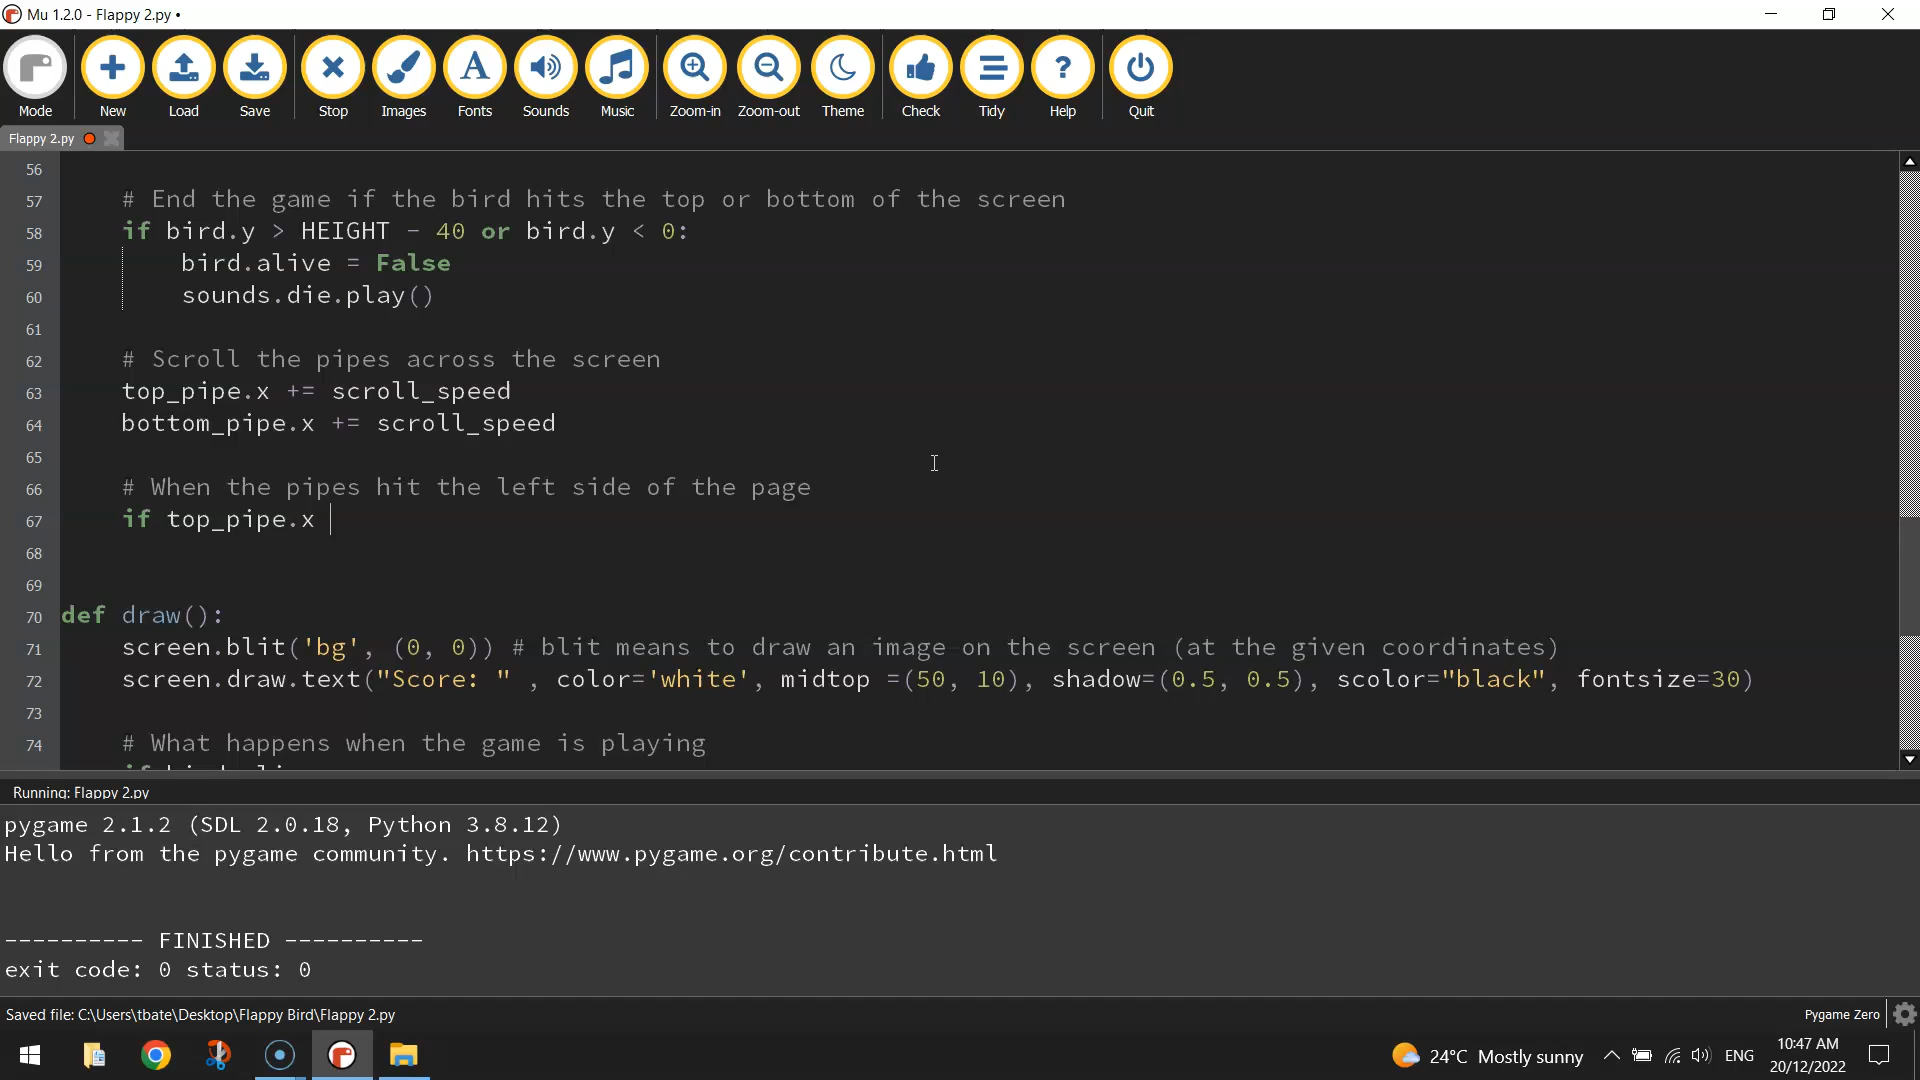 Mu 1.2.0 - Flappy 2.py •
Mode New Load Save Stop Images Fonts Sounds Music Zoom-in Zoom-out Theme Check Tidy Help Quit
Flappy 2.py
56
57 # End the game if the bird hits the top or bottom of the screen
58 if bird.y > HEIGHT - 40 or bird.y < 0:
59 bird.alive = False
60 sounds.die.play()
61
62 # Scroll the pipes across the screen
63 top_pipe.x += scroll_speed
64 bottom_pipe.x += scroll_speed
65
66 # When the pipes hit the left side of the page
67 if top_pipe.x
68
69
70 def draw():
71 screen.blit('bg', (0, 0)) # blit means to draw an image on the screen (at the given coordinates)
72 screen.draw.text("Score: " , color='white', midtop =(50, 10), shadow=(0.5, 0.5), scolor="black", fontsize=30)
73
74 # What happens when the game is playing
Running: Flappy 2.py
pygame 2.1.2 (SDL 2.0.18, Python 3.8.12)
Hello from the pygame community. https://www.pygame.org/contribute.html
---------- FINISHED ----------
exit code: 0 status: 0
Saved file: C:\Users\tbate\Desktop\Flappy Bird\Flappy 2.py
Pygame Zero
24°C Mostly sunny
ENG
10:47 AM
20/12/2022